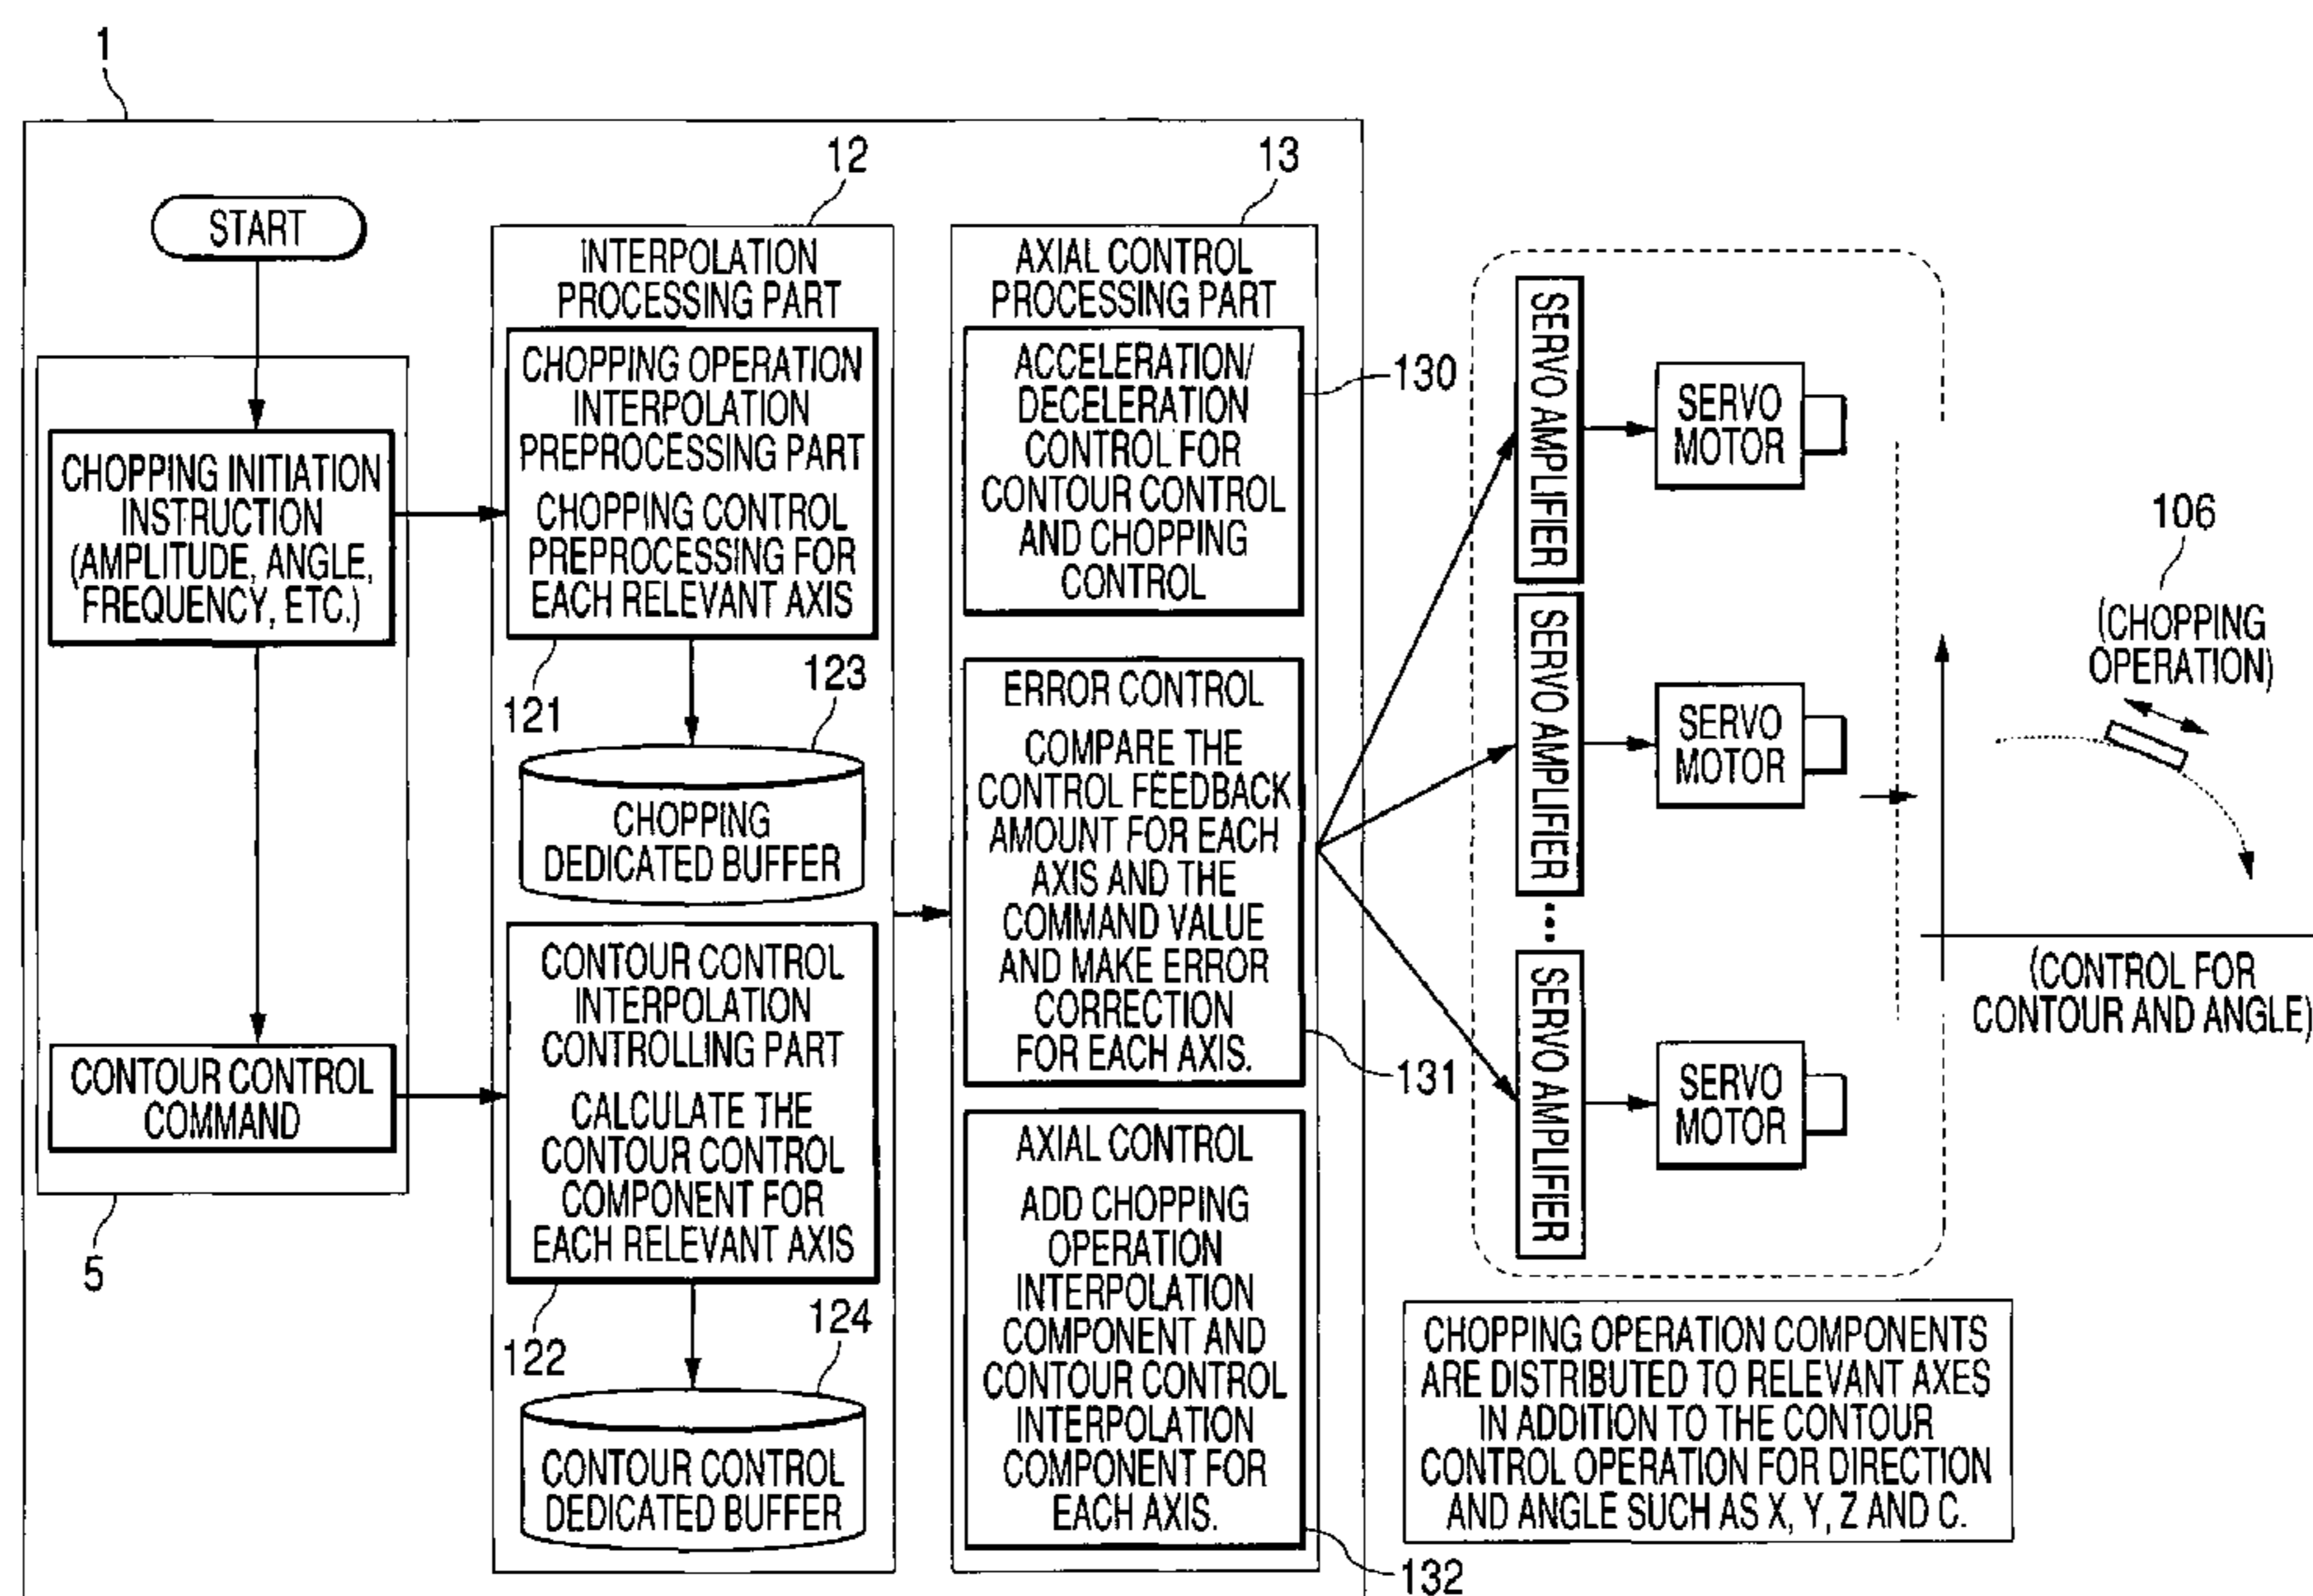 1
START
CHOPPING INITIATION
INSTRUCTION
(AMPLITUDE, ANGLE,
FREQUENCY, ETC.)
CONTOUR CONTROL
COMMAND
5
12
INTERPOLATION
PROCESSING PART
CHOPPING OPERATION
INTERPOLATION
PREPROCESSING PART
CHOPPING CONTROL
PREPROCESSING FOR
EACH RELEVANT AXIS
121
123
CHOPPING
DEDICATED BUFFER
CONTOUR CONTROL
INTERPOLATION
CONTROLLING PART
CALCULATE THE
CONTOUR CONTROL
COMPONENT FOR
EACH RELEVANT AXIS
122
124
CONTOUR CONTROL
DEDICATED BUFFER
13
AXIAL CONTROL
PROCESSING PART
ACCELERATION/
DECELERATION
CONTROL FOR
CONTOUR CONTROL
AND CHOPPING
CONTROL
130
ERROR CONTROL
COMPARE THE
CONTROL FEEDBACK
AMOUNT FOR EACH
AXIS AND THE
COMMAND VALUE
AND MAKE ERROR
CORRECTION
FOR EACH AXIS.
131
AXIAL CONTROL
ADD CHOPPING
OPERATION
INTERPOLATION
COMPONENT AND
CONTOUR CONTROL
INTERPOLATION
COMPONENT FOR
EACH AXIS.
132
SERVO AMPLIFIER
SERVO
MOTOR
SERVO AMPLIFIER
SERVO
MOTOR
...
SERVO AMPLIFIER
SERVO
MOTOR
106
(CHOPPING
OPERATION)
(CONTROL FOR
CONTOUR AND ANGLE)
CHOPPING OPERATION COMPONENTS
ARE DISTRIBUTED TO RELEVANT AXES
IN ADDITION TO THE CONTOUR
CONTROL OPERATION FOR DIRECTION
AND ANGLE SUCH AS X, Y, Z AND C.